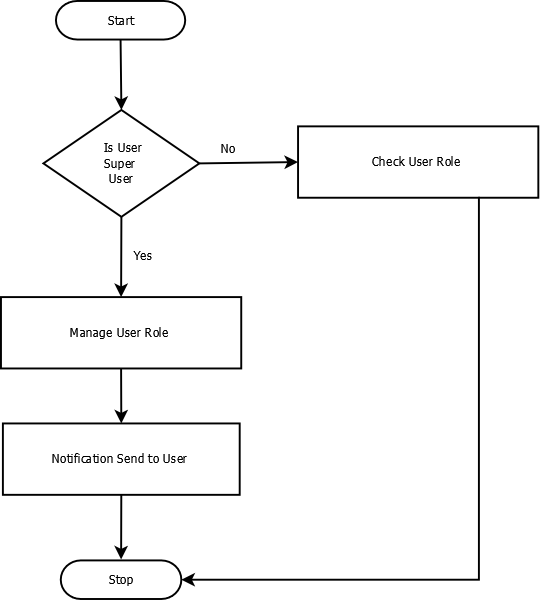 Start
Is User
Super
User
No
Check User Role
Yes
Manage User Role
Notification Send to User
Stop